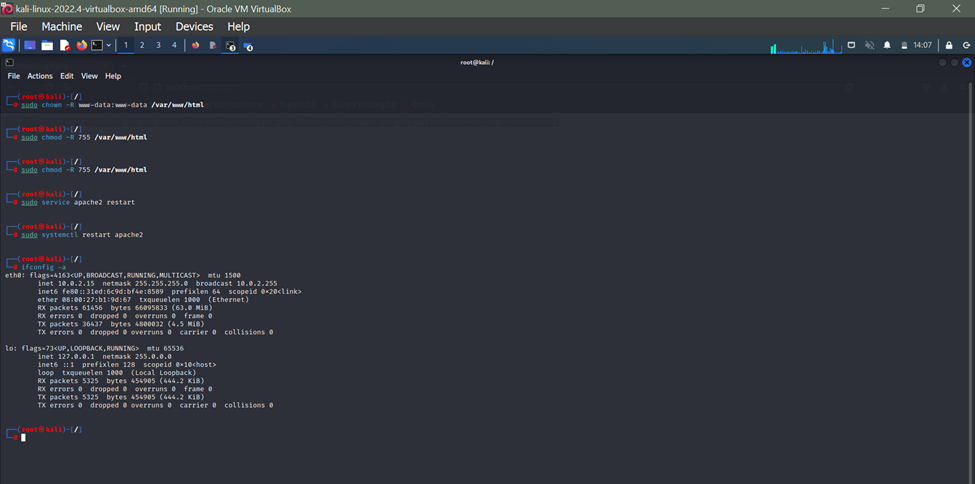 kali-linux-2022.4-virtualbox-amd64 [Running] - Oracle VM VirtualBox
File Machine View Input Devices Help
1 2 3 4 14:07
root@kali: /
File Actions Edit View Help
┌──(root㉿kali)-[/]
└─# sudo chown -R www-data:www-data /var/www/html
┌──(root㉿kali)-[/]
└─# sudo chmod -R 755 /var/www/html
┌──(root㉿kali)-[/]
└─# sudo chmod -R 755 /var/www/html
┌──(root㉿kali)-[/]
└─# sudo service apache2 restart
┌──(root㉿kali)-[/]
└─# sudo systemctl restart apache2
┌──(root㉿kali)-[/]
└─# ifconfig -a
eth0: flags=4163<UP,BROADCAST,RUNNING,MULTICAST> mtu 1500
inet 10.0.2.15 netmask 255.255.255.0 broadcast 10.0.2.255
inet6 fe80::31ed:6c9d:bf4e:8589 prefixlen 64 scopeid 0×20<link>
ether 08:00:27:b1:9d:67 txqueuelen 1000 (Ethernet)
RX packets 61456 bytes 66095833 (63.0 MiB)
RX errors 0 dropped 0 overruns 0 frame 0
TX packets 36437 bytes 4800032 (4.5 MiB)
TX errors 0 dropped 0 overruns 0 carrier 0 collisions 0
lo: flags=73<UP,LOOPBACK,RUNNING> mtu 65536
inet 127.0.0.1 netmask 255.0.0.0
inet6 ::1 prefixlen 128 scopeid 0×10<host>
loop txqueuelen 1000 (Local Loopback)
RX packets 5325 bytes 454905 (444.2 KiB)
RX errors 0 dropped 0 overruns 0 frame 0
TX packets 5325 bytes 454905 (444.2 KiB)
TX errors 0 dropped 0 overruns 0 carrier 0 collisions 0
┌──(root㉿kali)-[/]
└─#